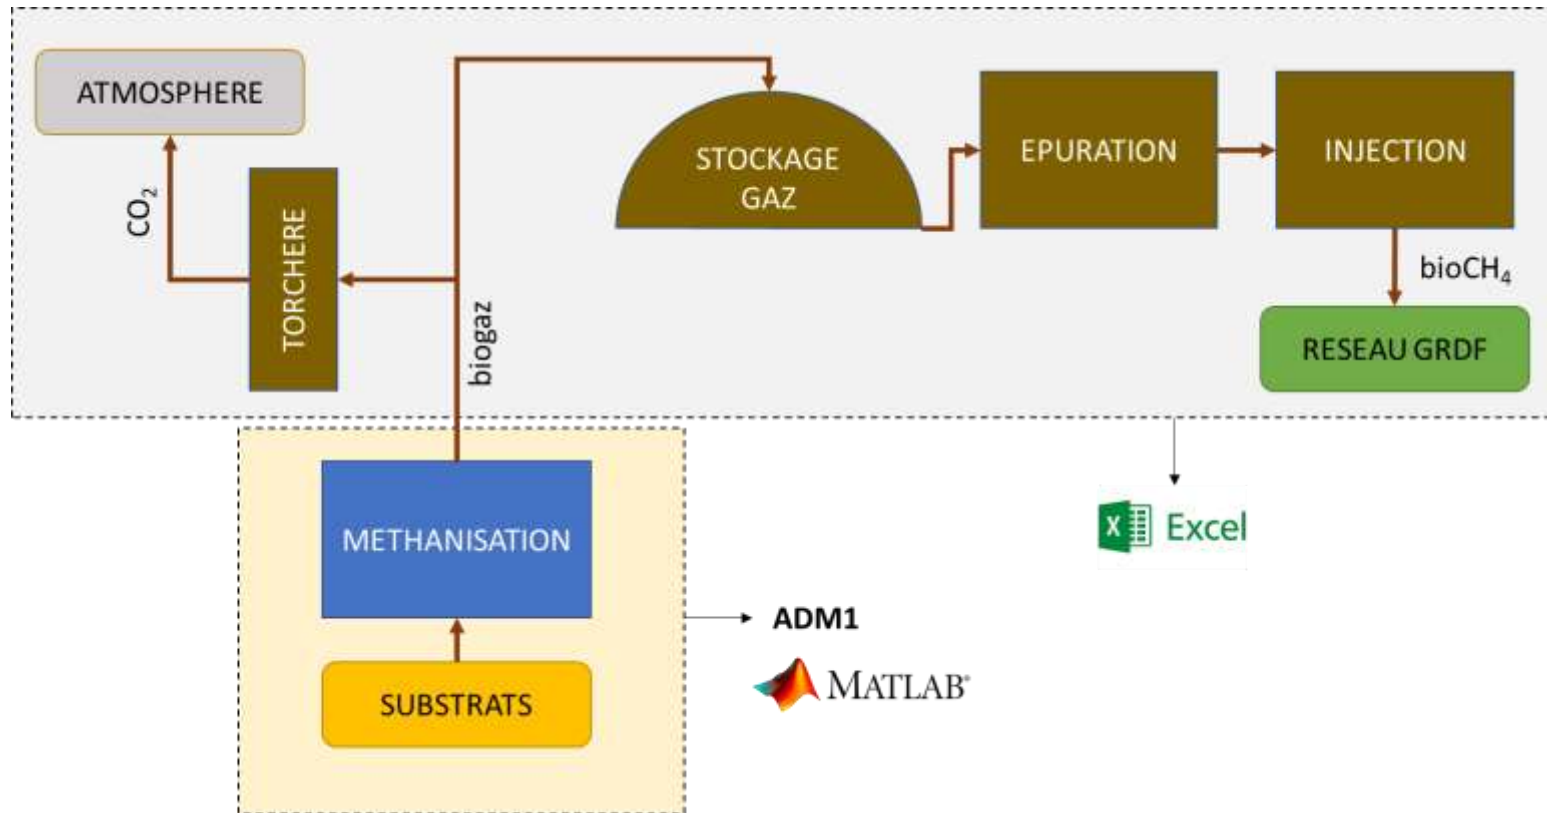 ATMOSPHERE
CO₂
TORCHERE
biogaz
STOCKAGE
GAZ
EPURATION
INJECTION
bioCH₄
RESEAU GRDF
METHANISATION
SUBSTRATS
ADM1
MATLAB®
X Excel